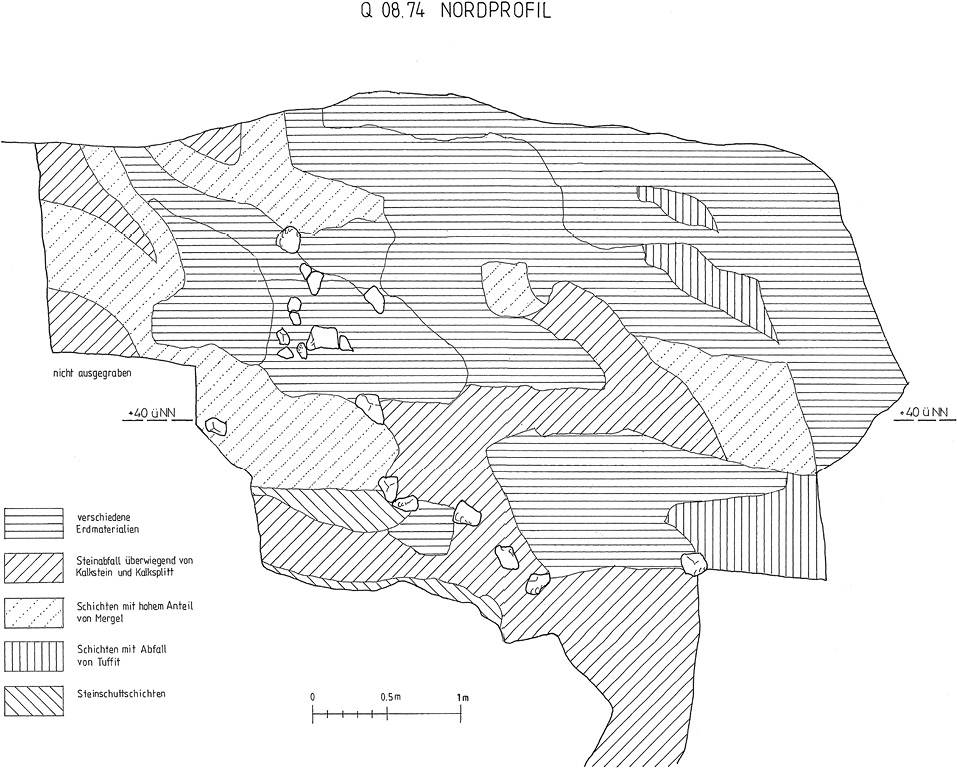 Q 08.74 NORDPROFIL
nicht ausgegraben
+40 ü NN
+40 ü NN
verschiedene
Erdmaterialien
Steinabfall überwiegend von
Kalkstein und Kalksplitt
Schichten mit hohem Anteil
von Mergel
Schichten mit Abfall
von Tuffit
Steinschuttschichten
0 0.5m 1m